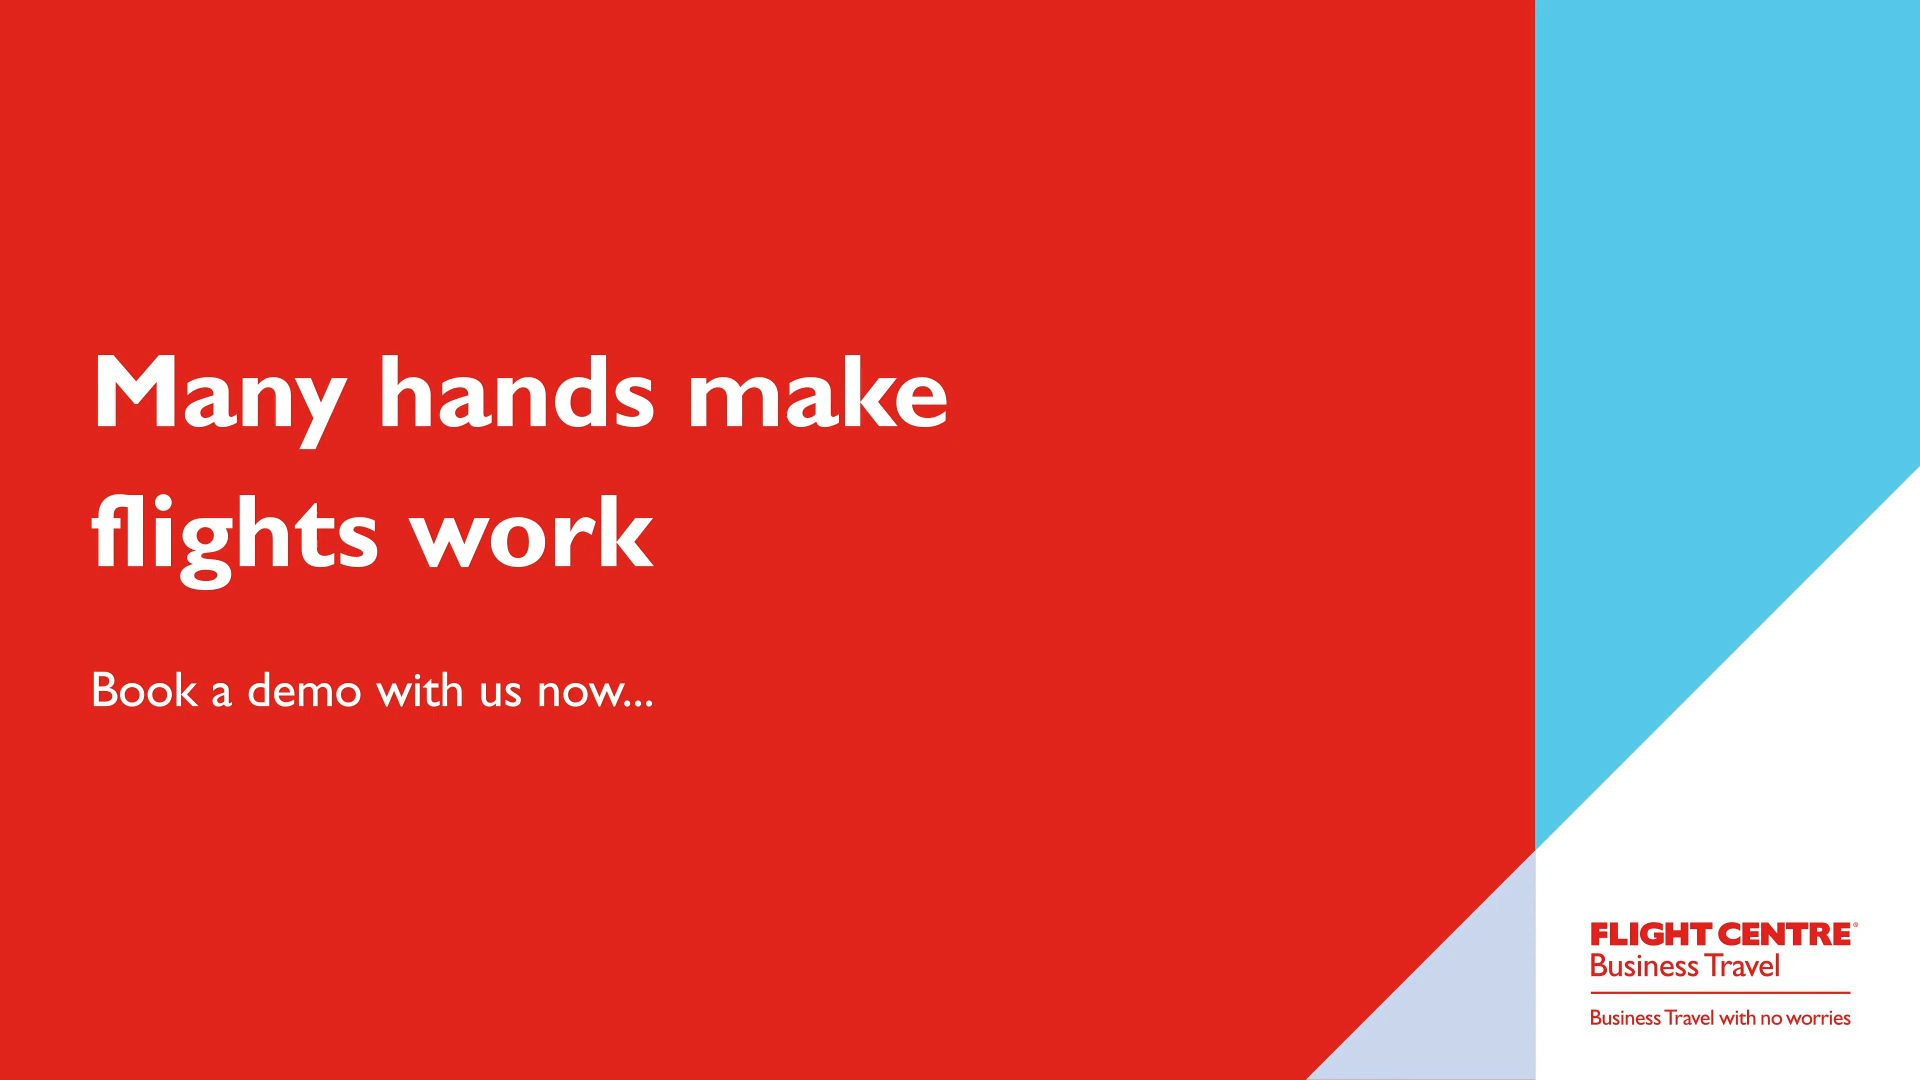 Many hands make
flights work
Book a demo with us now...
FLIGHT CENTRE®
Business Travel
Business Travel with no worries